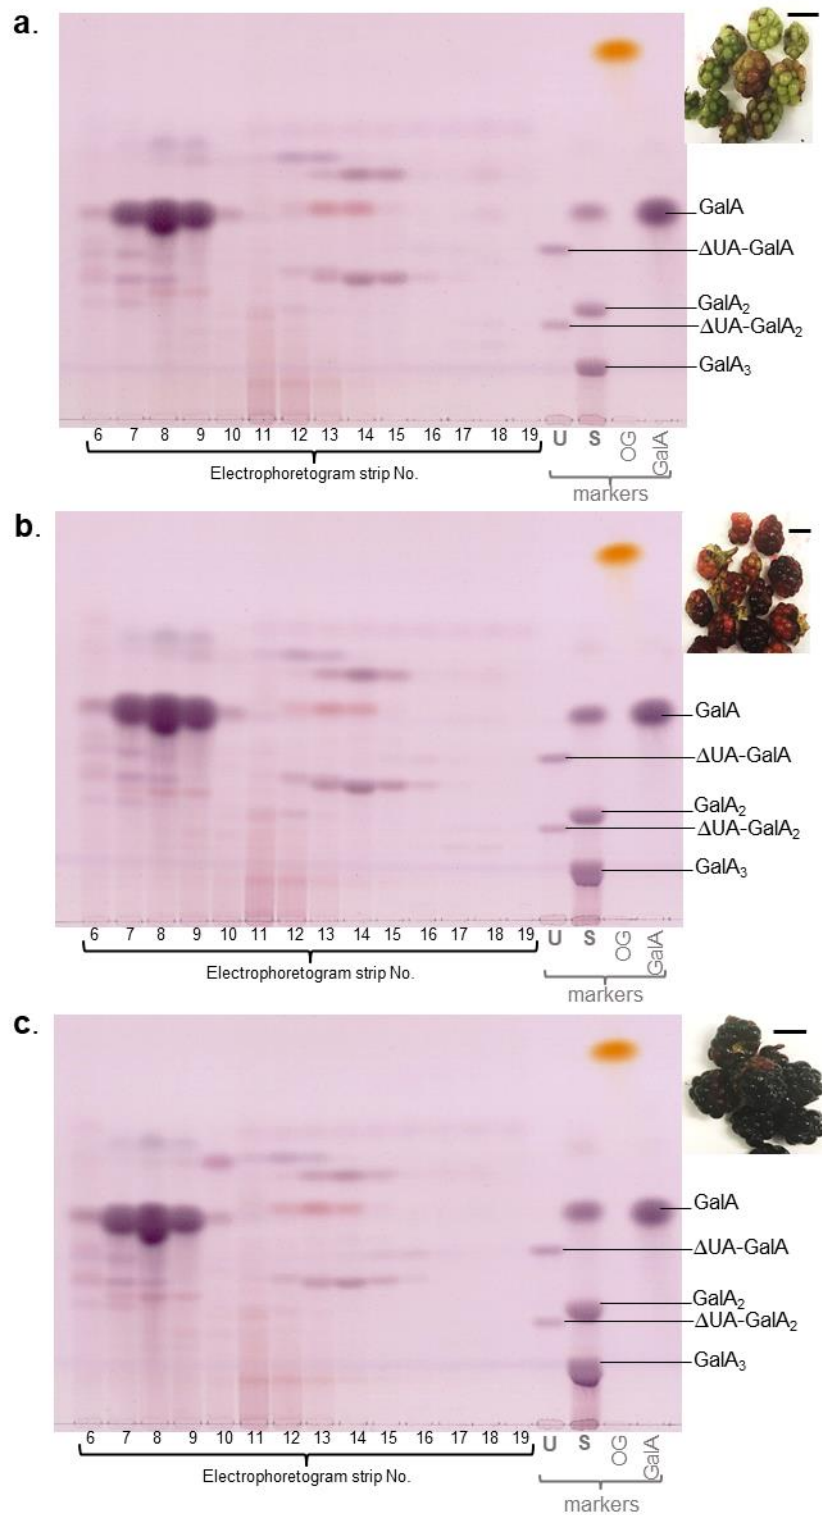 a.
GalA
ΔUA-GalA
GalA₂
ΔUA-GalA₂
GalA₃
6 7 8 9 10 11 12 13 14 15 16 17 18 19 U S OG GalA
Electrophoretogram strip No.
markers
b.
GalA
ΔUA-GalA
GalA₂
ΔUA-GalA₂
GalA₃
6 7 8 9 10 11 12 13 14 15 16 17 18 19 U S OG GalA
Electrophoretogram strip No.
markers
c.
GalA
ΔUA-GalA
GalA₂
ΔUA-GalA₂
GalA₃
6 7 8 9 10 11 12 13 14 15 16 17 18 19 U S OG GalA
Electrophoretogram strip No.
markers